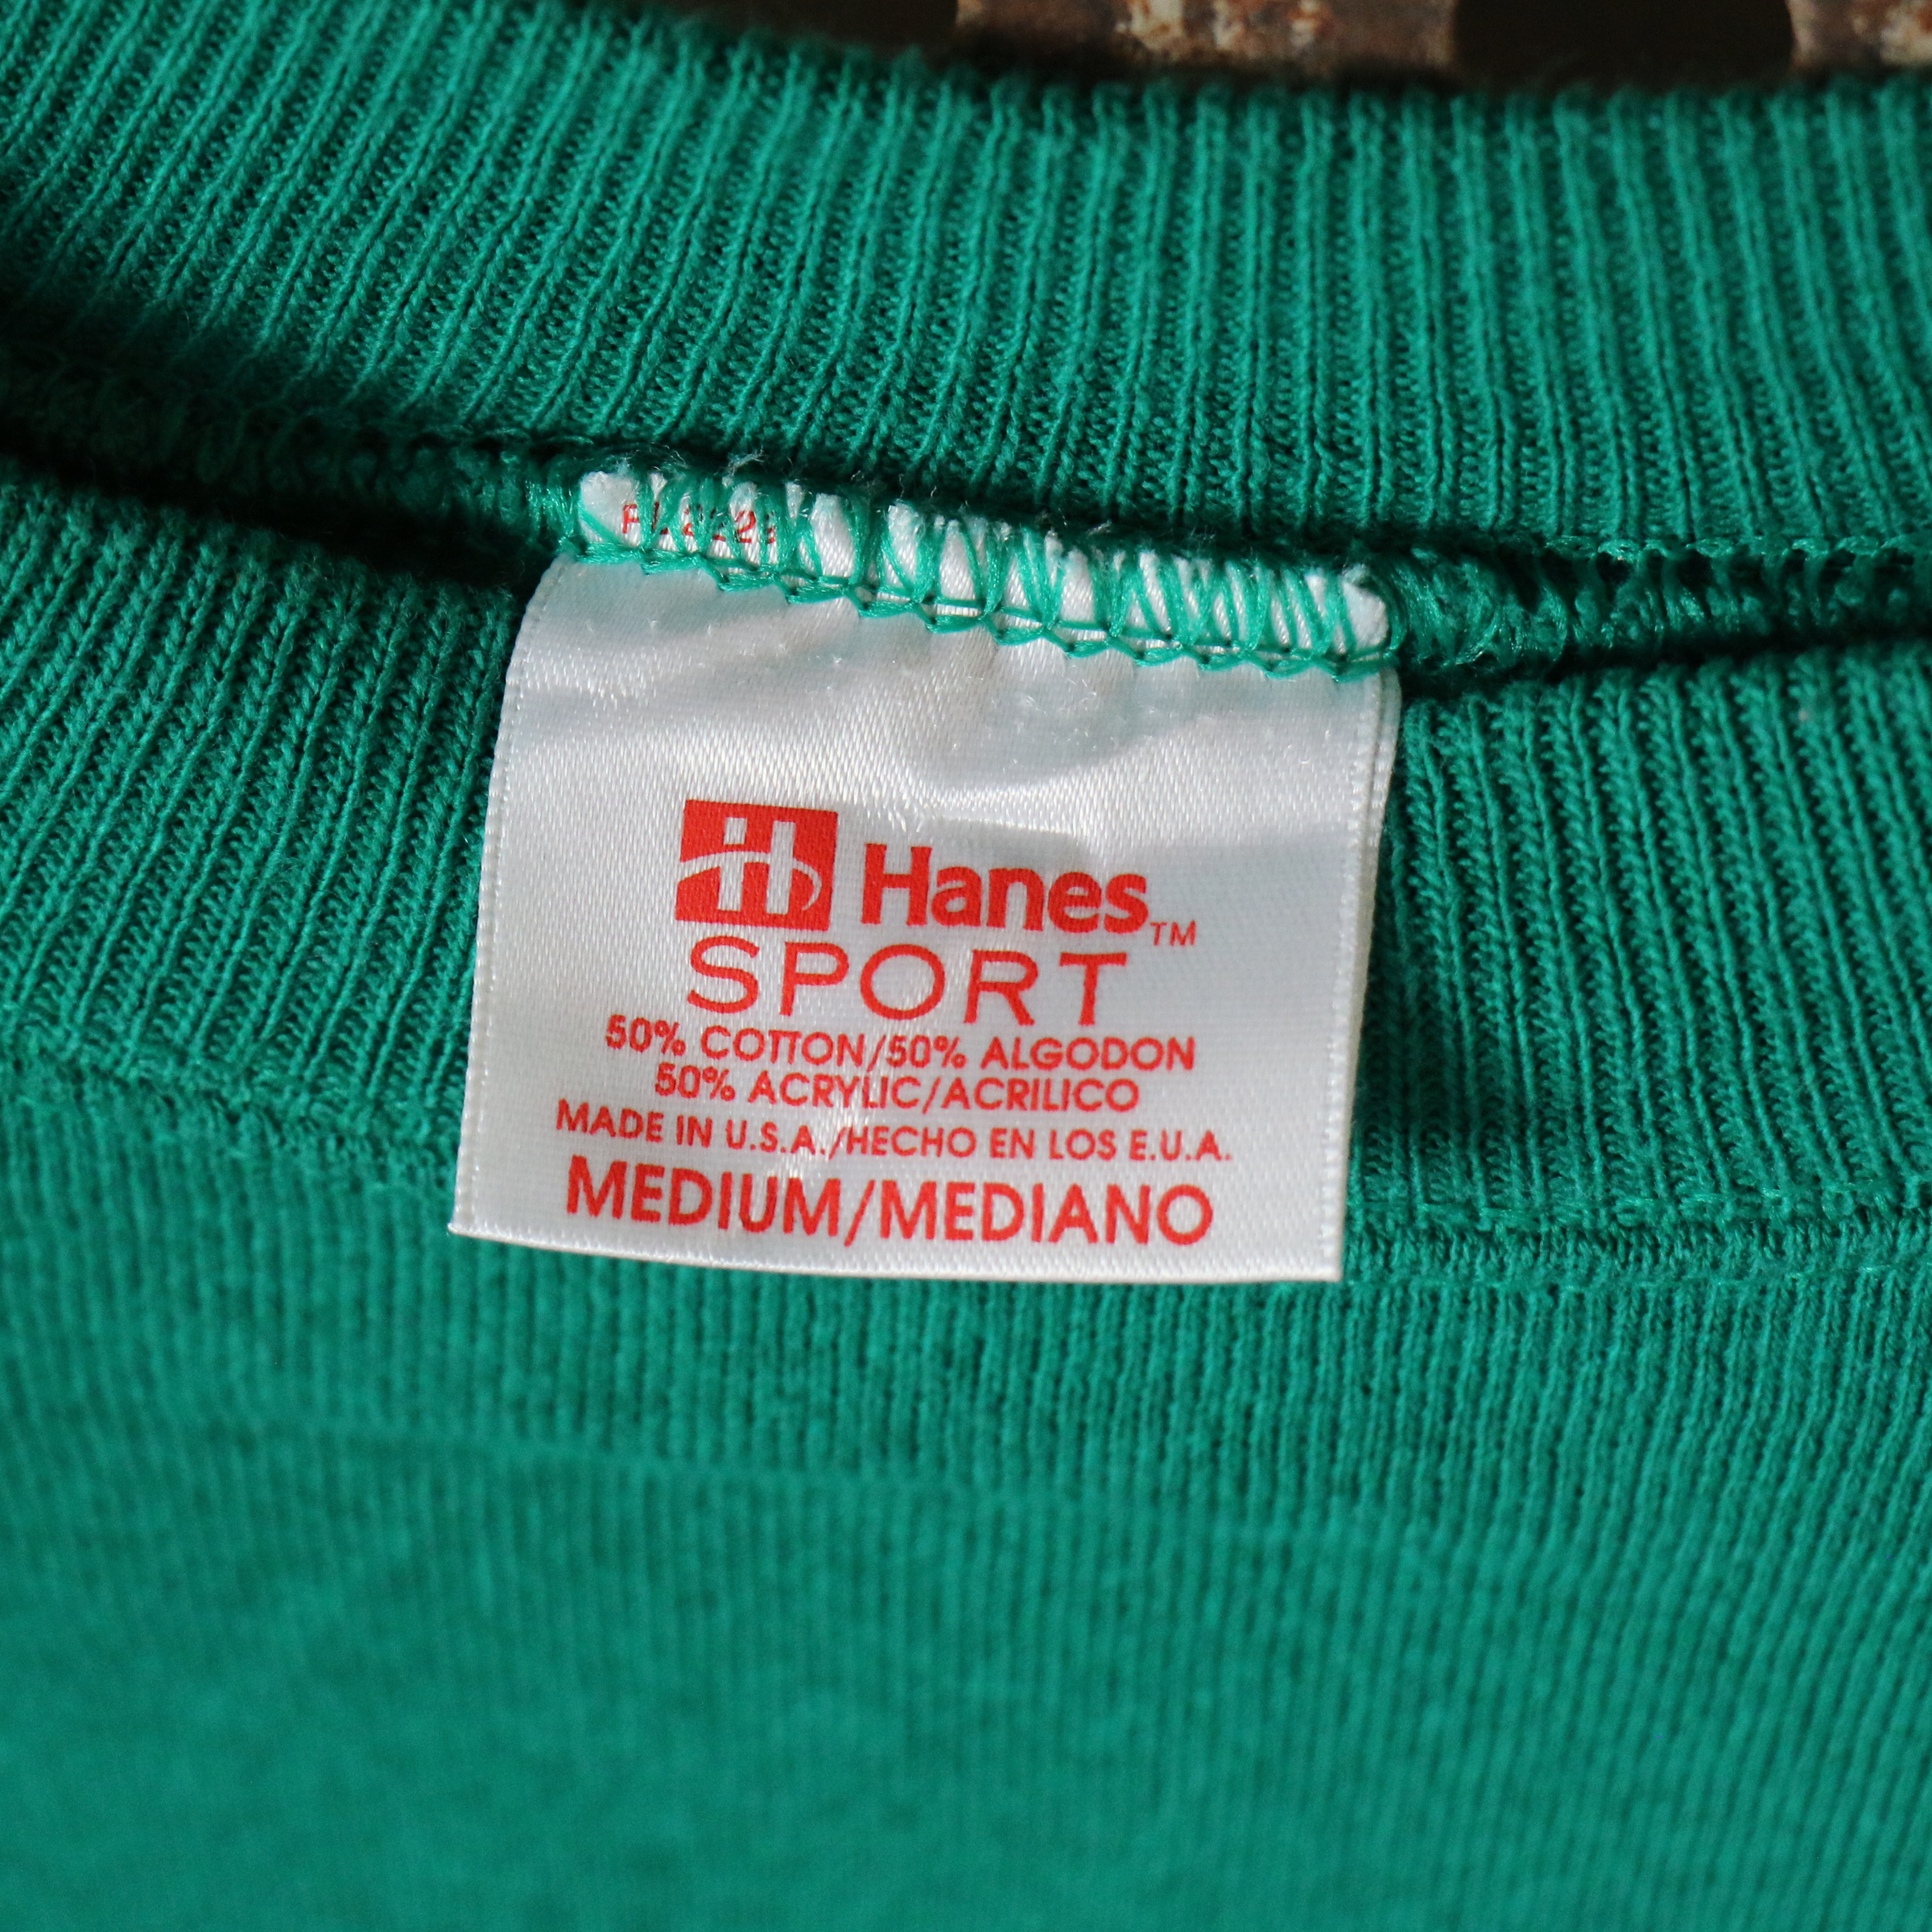 Hanes™
SPORT
50% COTTON/50% ALGODON
50% ACRYLIC/ACRILICO
MADE IN U.S.A./HECHO EN LOS E.U.A.
MEDIUM/MEDIANO